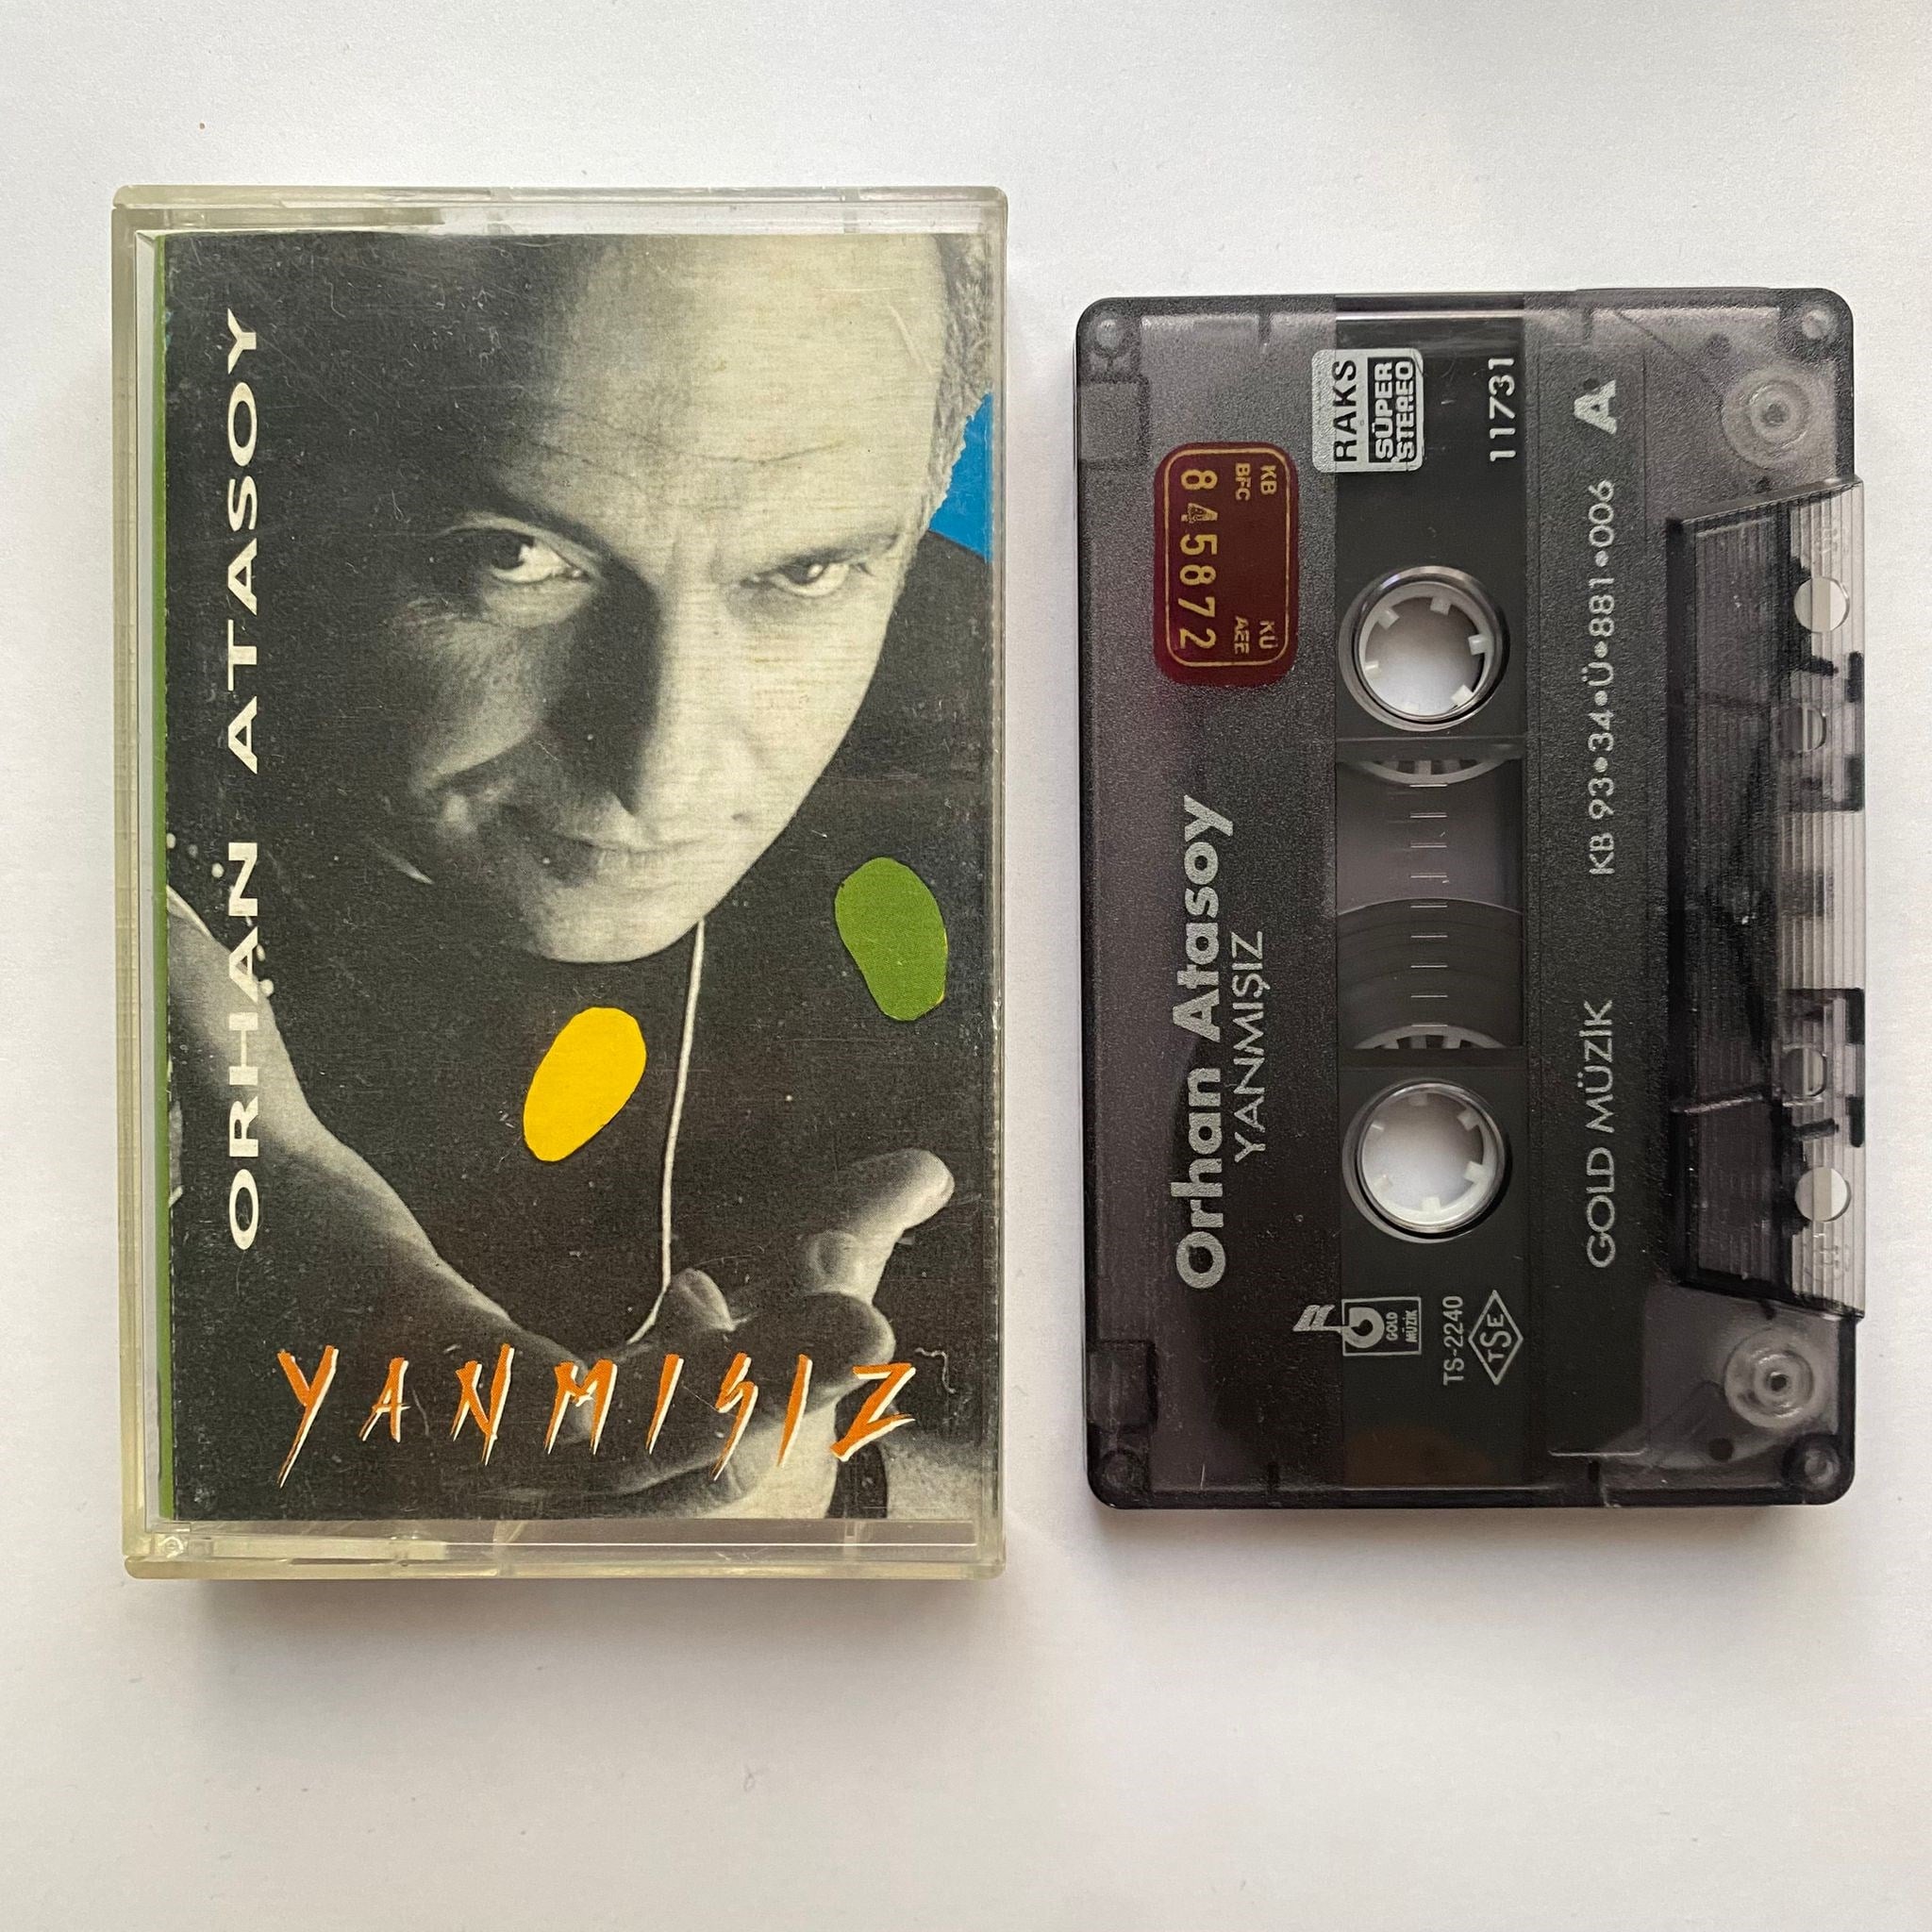 ORHAN ATASOY
YANMIŞIZ
KB KÜ
BFC AEE
845872
Orhan Atasoy
YANMIŞIZ
RAKS
SÜPER
STEREO
11731
GOLD
MÜZİK
TS-2240
TSE
A
GOLD MÜZİK KB 93•34•Ü•881•006